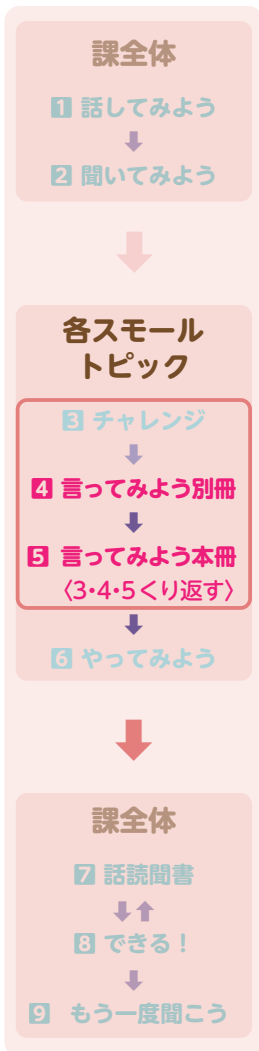 課全体
1 話してみよう
2 聞いてみよう
各スモール
トピック
3 チャレンジ
4 言ってみよう別冊
5 言ってみよう本冊
〈3・4・5くり返す〉
6 やってみよう
課全体
7 話読聞書
8 できる！
9 もう一度聞こう